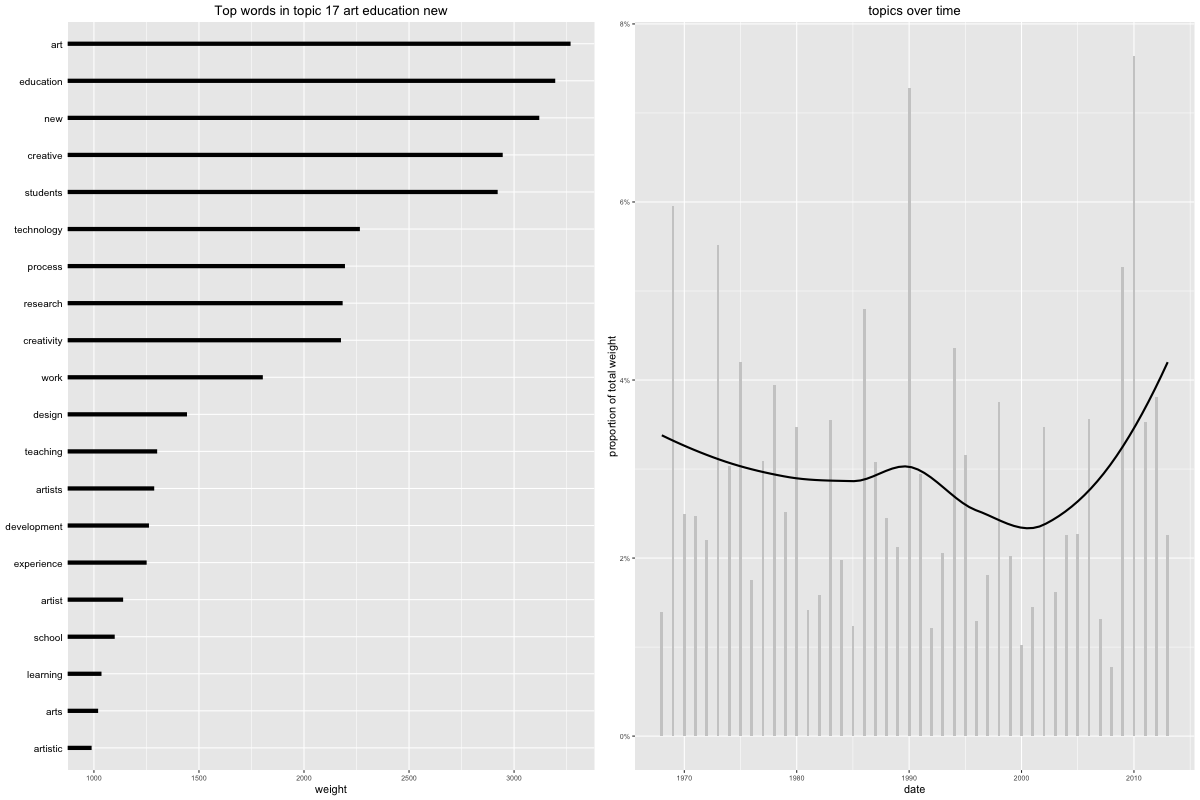 Top words in topic 17 art education new
art
education
new
creative
students
technology
process
research
creativity
work
design
teaching
artists
development
experience
artist
school
learning
arts
artistic
1000 1500 2000 2500 3000
weight
topics over time
8%
6%
4%
2%
0%
proportion of total weight
1970 1980 1990 2000 2010
date